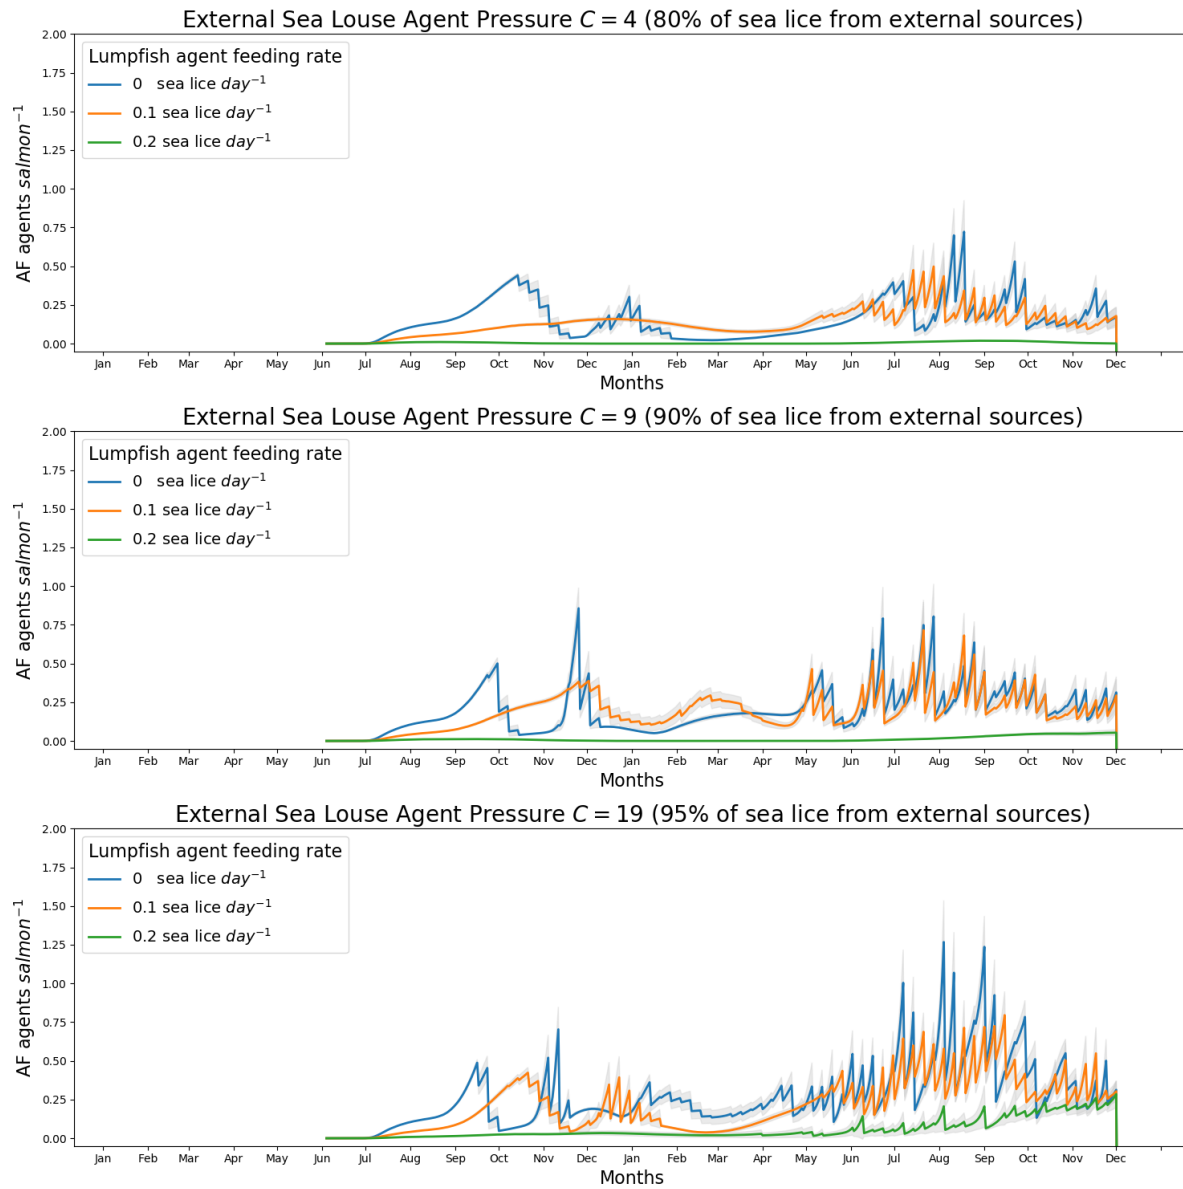 External Sea Louse Agent Pressure C = 4 (80% of sea lice from external sources)
2.00
1.75
1.50
1.25
1.00
0.75
0.50
0.25
0.00
AF agents salmon⁻¹
Lumpfish agent feeding rate
0 sea lice day⁻¹
0.1 sea lice day⁻¹
0.2 sea lice day⁻¹
Jan Feb Mar Apr May Jun Jul Aug Sep Oct Nov Dec Jan Feb Mar Apr May Jun Jul Aug Sep Oct Nov Dec
Months
External Sea Louse Agent Pressure C = 9 (90% of sea lice from external sources)
2.00
1.75
1.50
1.25
1.00
0.75
0.50
0.25
0.00
AF agents salmon⁻¹
Lumpfish agent feeding rate
0 sea lice day⁻¹
0.1 sea lice day⁻¹
0.2 sea lice day⁻¹
Jan Feb Mar Apr May Jun Jul Aug Sep Oct Nov Dec Jan Feb Mar Apr May Jun Jul Aug Sep Oct Nov Dec
Months
External Sea Louse Agent Pressure C = 19 (95% of sea lice from external sources)
2.00
1.75
1.50
1.25
1.00
0.75
0.50
0.25
0.00
AF agents salmon⁻¹
Lumpfish agent feeding rate
0 sea lice day⁻¹
0.1 sea lice day⁻¹
0.2 sea lice day⁻¹
Jan Feb Mar Apr May Jun Jul Aug Sep Oct Nov Dec Jan Feb Mar Apr May Jun Jul Aug Sep Oct Nov Dec
Months